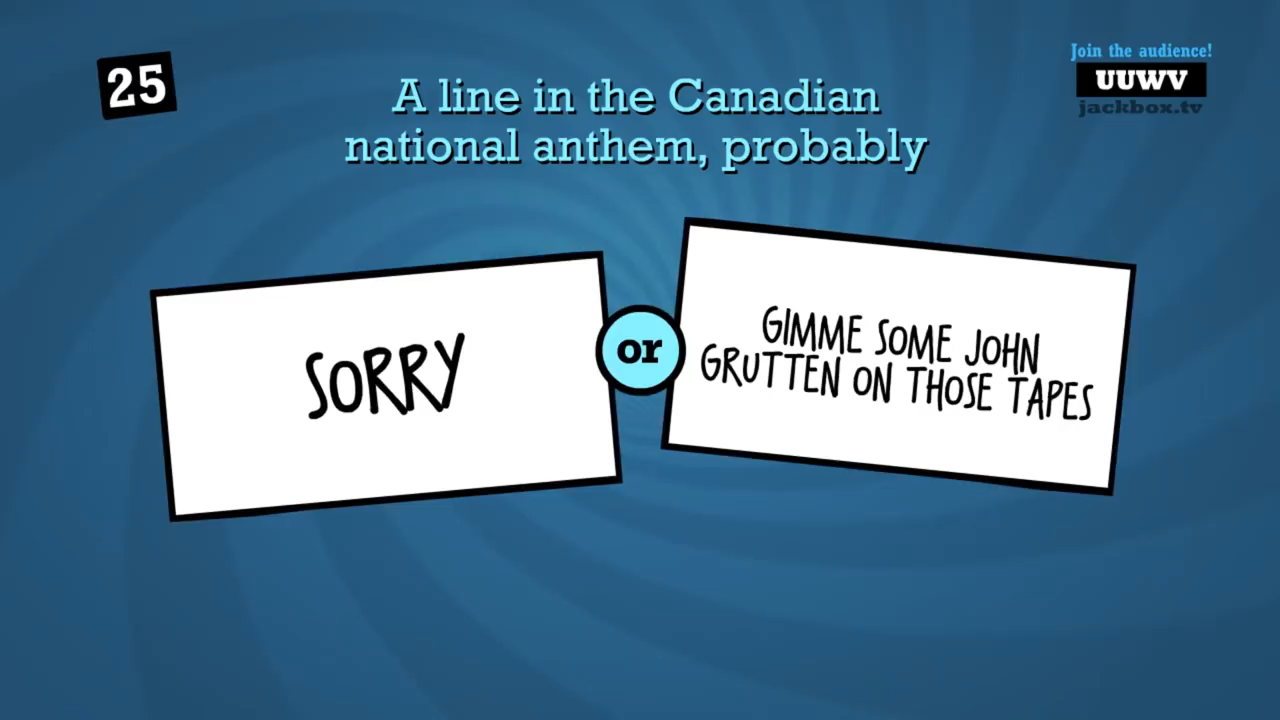 25
A line in the Canadian
national anthem, probably
Join the audience!
UUWV
jackbox.tv
SORRY
or
GIMME SOME JOHN
GRUTTEN ON THOSE TAPES